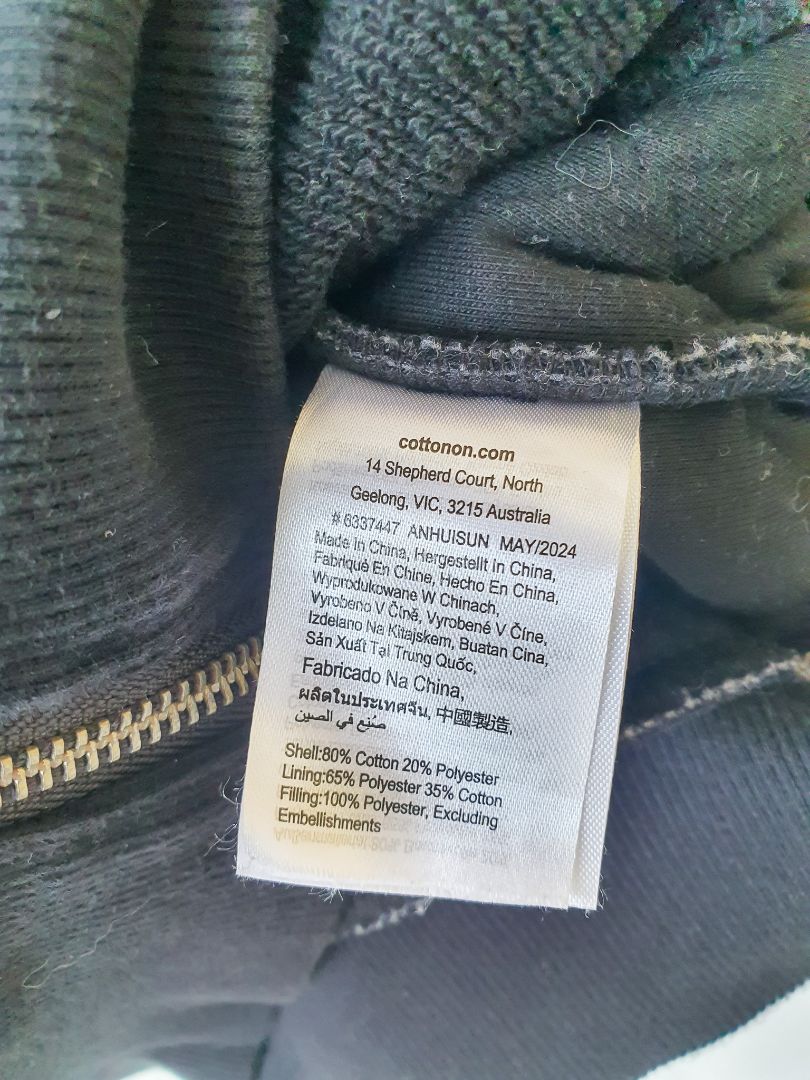 cottonon.com
14 Shepherd Court, North
Geelong, VIC, 3215 Australia
# 6337447 ANHUISUN MAY/2024
Made In China, Hergestellt in China,
Fabriqué En Chine, Hecho En China,
Wyprodukowane W Chinach,
Vyrobeno V Číně, Vyrobené V Číne,
Izdelano Na Kitajskem, Buatan Cina,
Sản Xuất Tại Trung Quốc,
Fabricado Na China,
ผลิตในประเทศจีน, 中國製造,
صُنِع في الصين
Shell:80% Cotton 20% Polyester
Lining:65% Polyester 35% Cotton
Filling:100% Polyester, Excluding
Embellishments